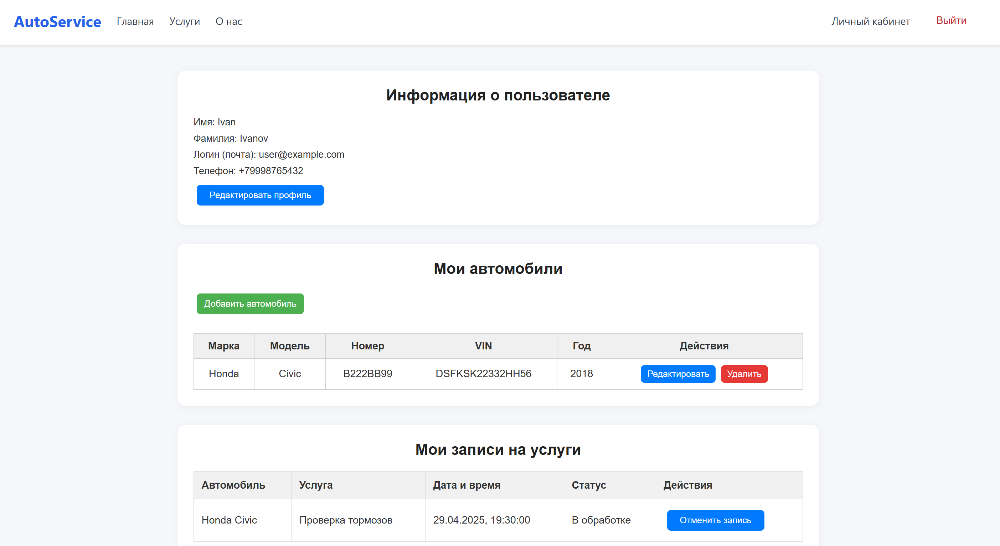 AutoService Главная Услуги О нас Личный кабинет Выйти
Информация о пользователе
Имя: Ivan
Фамилия: Ivanov
Логин (почта): user@example.com
Телефон: +79998765432
Редактировать профиль
Мои автомобили
Добавить автомобиль
Марка Модель Номер VIN Год Действия
Honda Civic B222BB99 DSFKSK22332HH56 2018 Редактировать Удалить
Мои записи на услуги
Автомобиль Услуга Дата и время Статус Действия
Honda Civic Проверка тормозов 29.04.2025, 19:30:00 В обработке Отменить запись